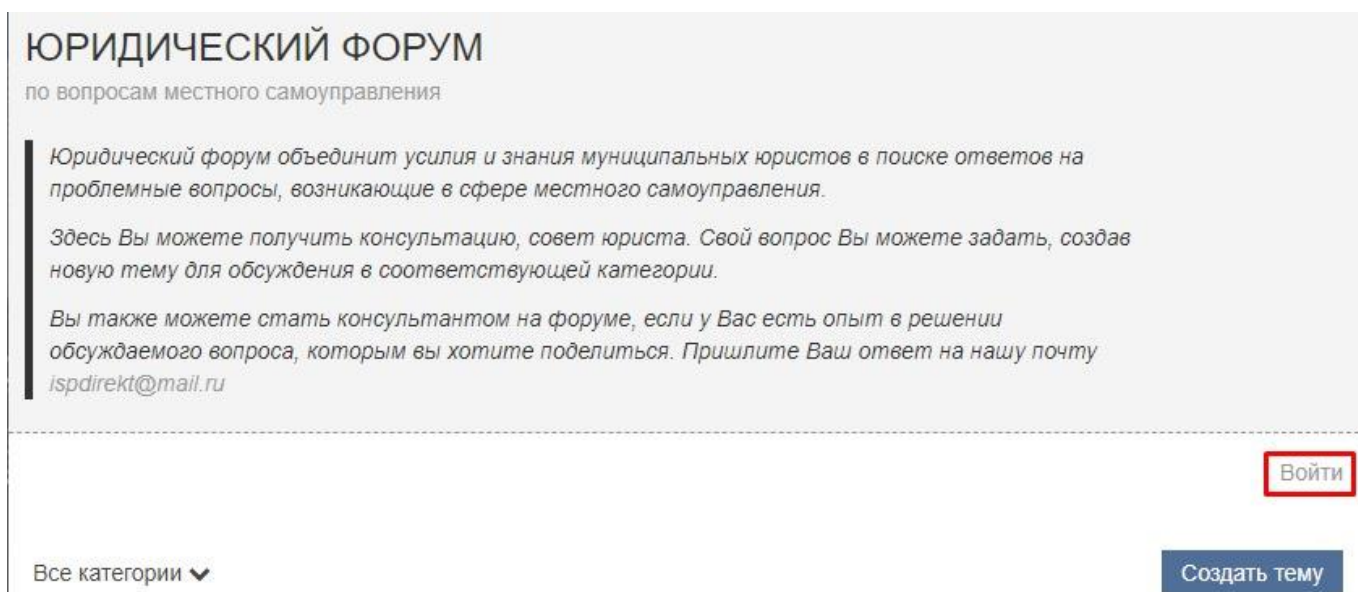 ЮРИДИЧЕСКИЙ ФОРУМ
по вопросам местного самоуправления
Юридический форум объединит усилия и знания муниципальных юристов в поиске ответов на
проблемные вопросы, возникающие в сфере местного самоуправления.
Здесь Вы можете получить консультацию, совет юриста. Свой вопрос Вы можете задать, создав
новую тему для обсуждения в соответствующей категории.
Вы также можете стать консультантом на форуме, если у Вас есть опыт в решении
обсуждаемого вопроса, которым вы хотите поделиться. Пришлите Ваш ответ на нашу почту
ispdirekt@mail.ru
Войти
Все категории
Создать тему